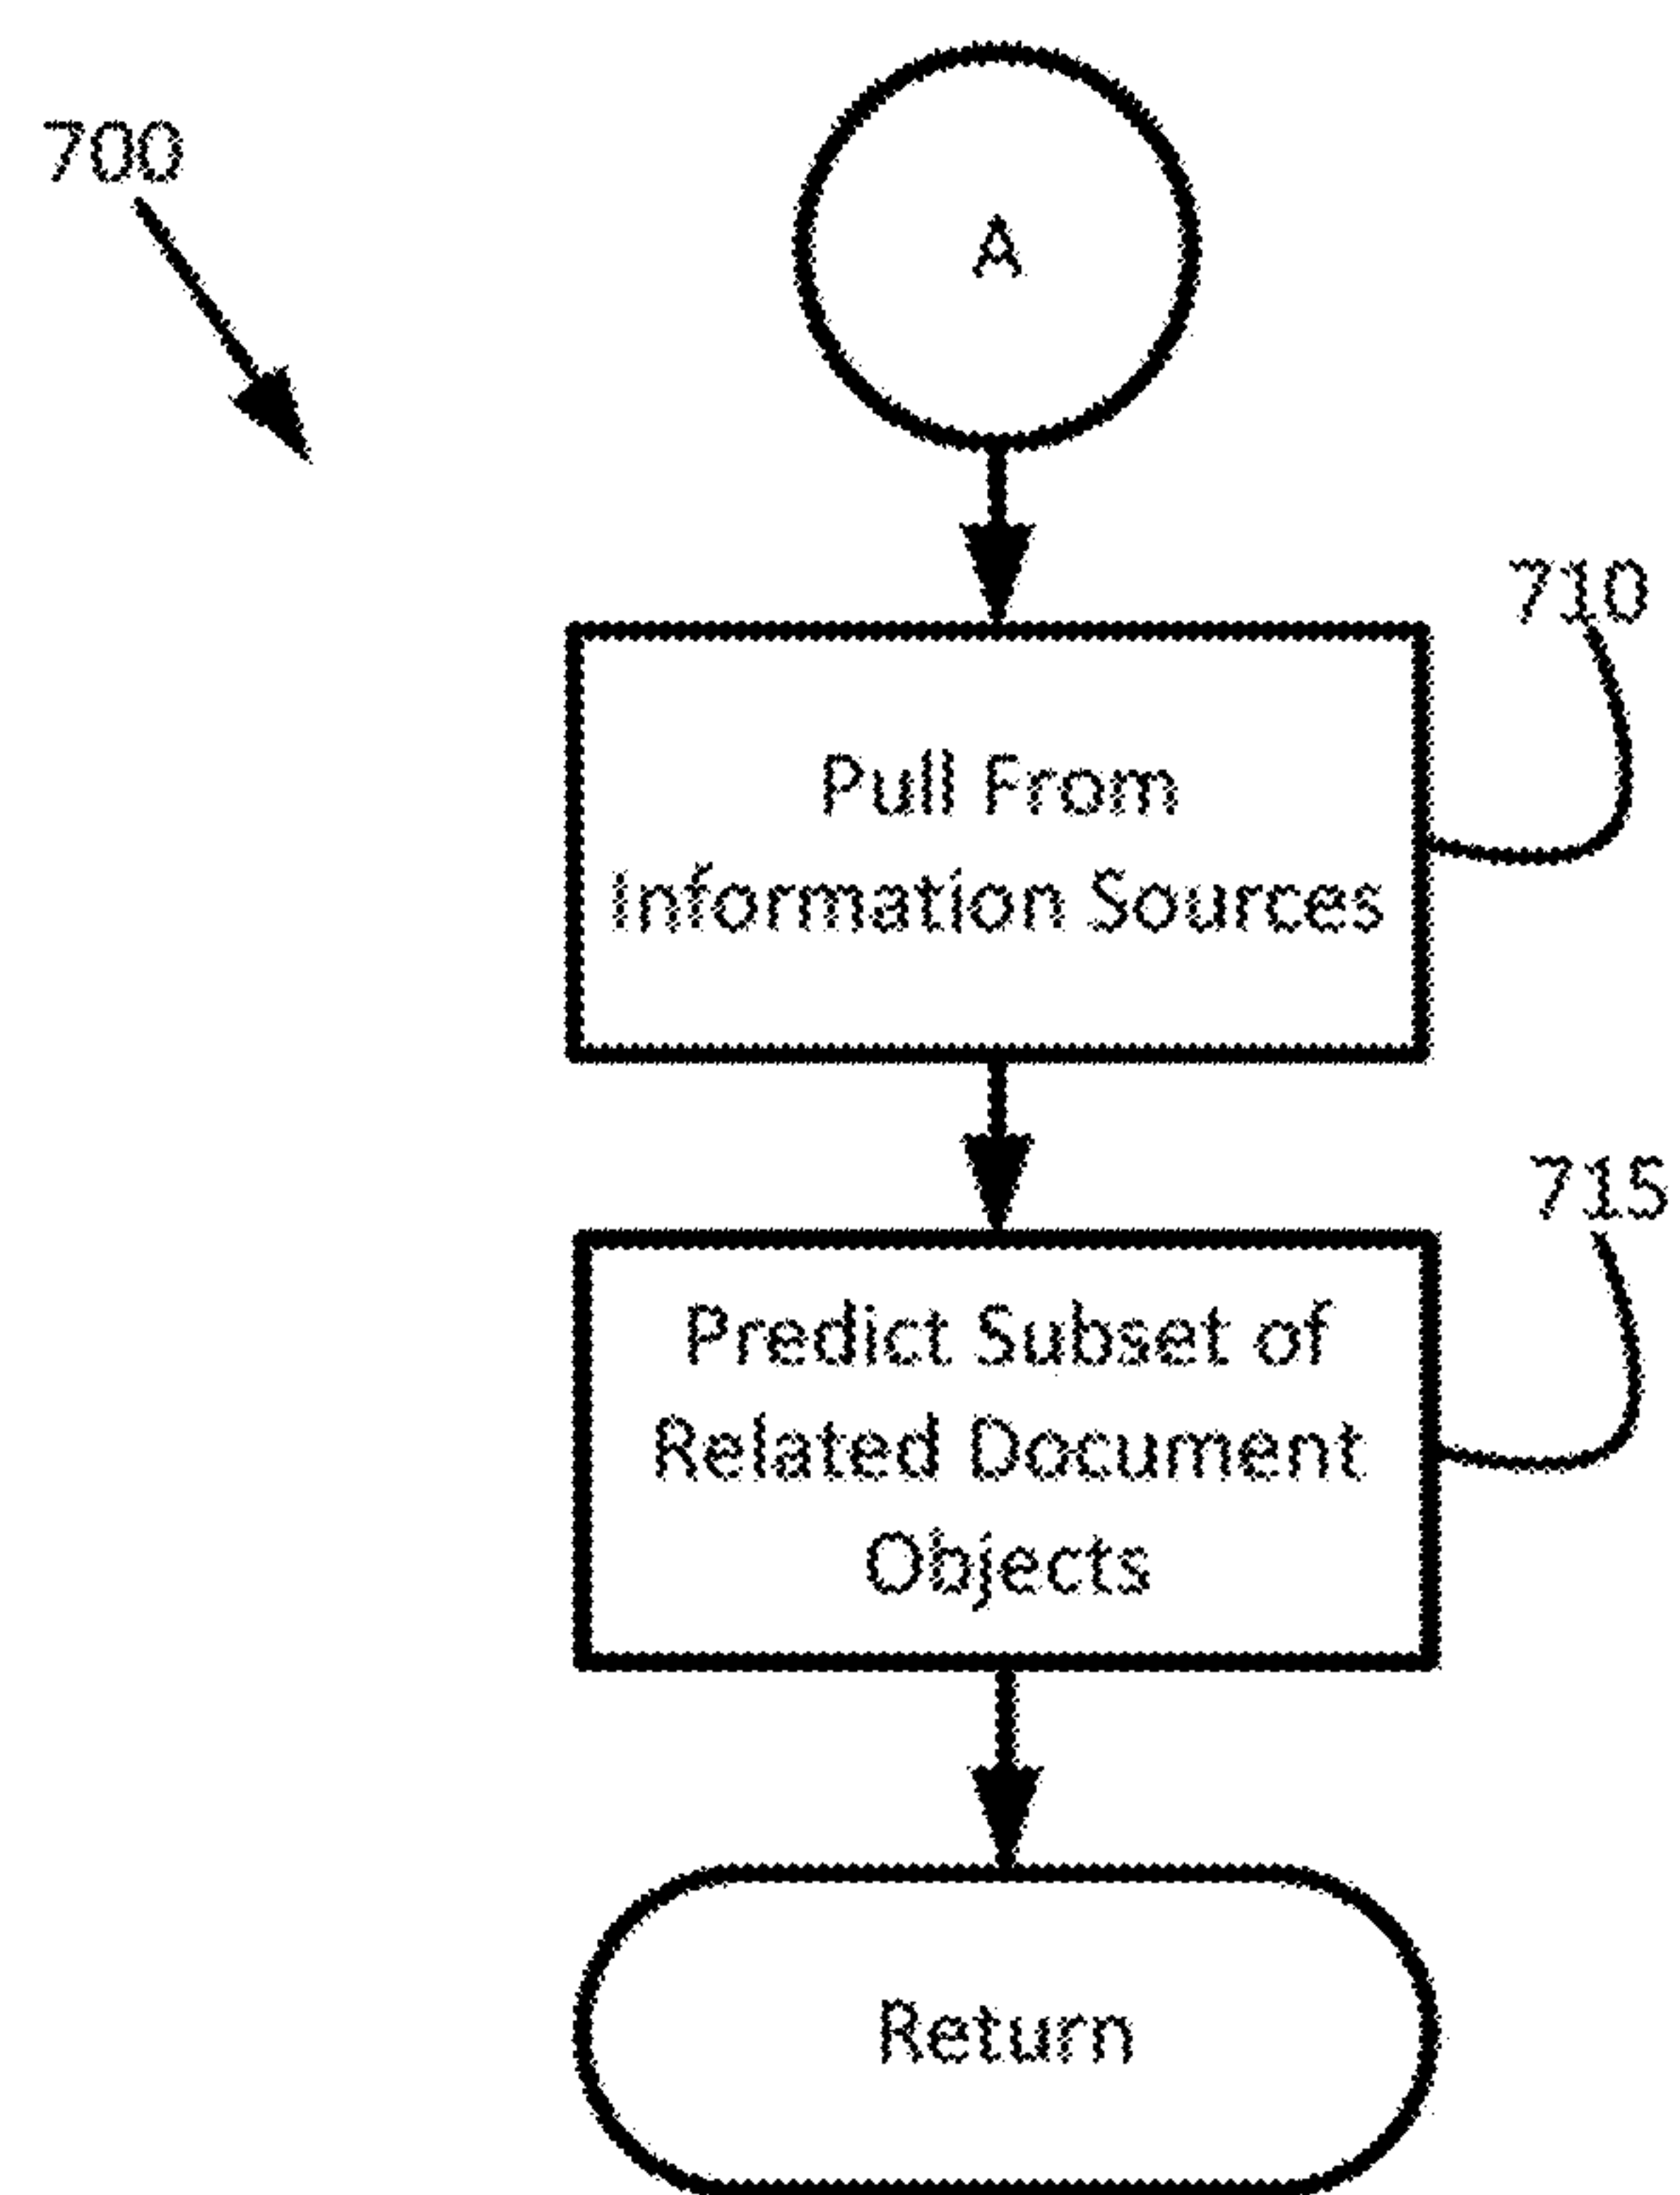 700
A
710
Pull From
Information Sources
715
Predict Subset of
Related Document
Objects
Return